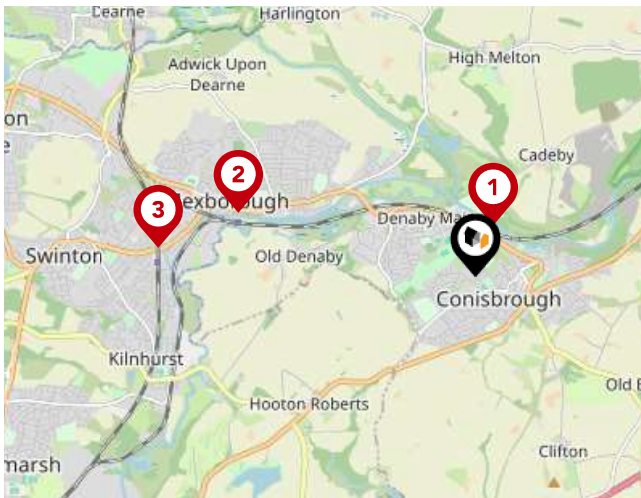 Dearne
Harlington
High Melton
Adwick Upon
Dearne
on
Cadeby
1
2
3
exborough
Denaby Ma
Swinton
Old Denaby
Conisbrough
Kilnhurst
Old
Hooton Roberts
Clifton
marsh